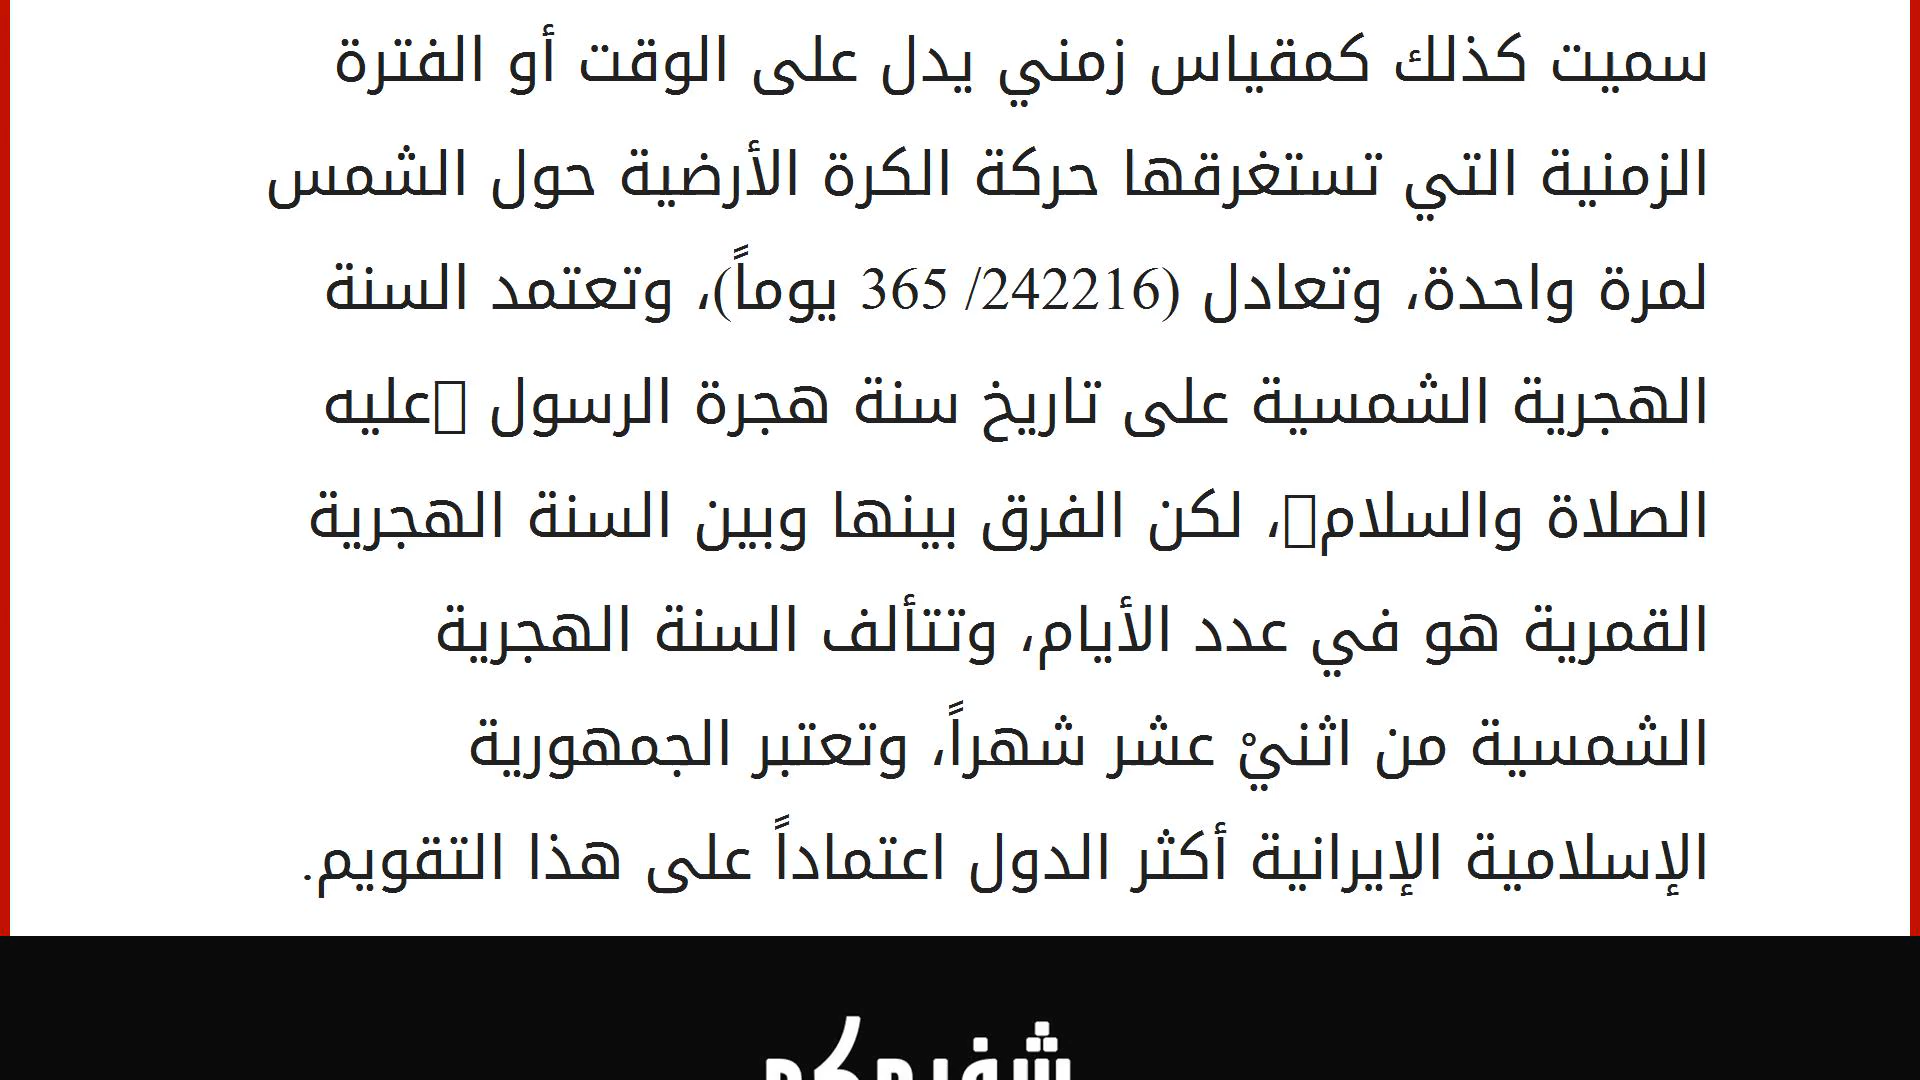 سميت كذلك كمقياس زمني يدل على الوقت أو الفترة
الزمنية التي تستغرقها حركة الكرة الأرضية حول الشمس
لمرة واحدة، وتعادل (242216/ 365 يوماً)، وتعتمد السنة
الهجرية الشمسية على تاريخ سنة هجرة الرسول عليه
الصلاة والسلام، لكن الفرق بينها وبين السنة الهجرية
القمرية هو في عدد الأيام، وتتألف السنة الهجرية
الشمسية من اثنيْ عشر شهراً، وتعتبر الجمهورية
الإسلامية الإيرانية أكثر الدول اعتماداً على هذا التقويم.